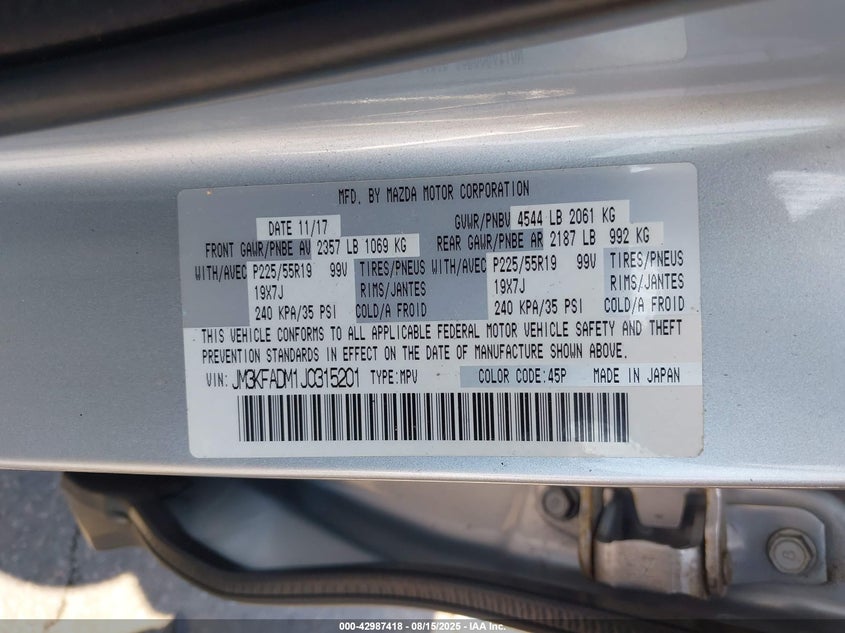 MFD. BY MAZDA MOTOR CORPORATION
DATE 11/17 GVWR/PNBV 4544 LB 2061 KG
FRONT GAWR/PNBE AV 2357 LB 1069 KG REAR GAWR/PNBE AR 2187 LB 992 KG
WITH/AVEC P225/55R19 99V TIRES/PNEUS WITH/AVEC P225/55R19 99V TIRES/PNEUS
19X7J RIMS/JANTES 19X7J RIMS/JANTES
240 KPA/35 PSI COLD/A FROID 240 KPA/35 PSI COLD/A FROID
THIS VEHICLE CONFORMS TO ALL APPLICABLE FEDERAL MOTOR VEHICLE SAFETY AND THEFT
PREVENTION STANDARDS IN EFFECT ON THE DATE OF MANUFACTURE SHOWN ABOVE.
VIN: JM3KFADM1J0315201 TYPE:MPV COLOR CODE:45P MADE IN JAPAN
000-42987418 - 08/15/2025 - IAA Inc.